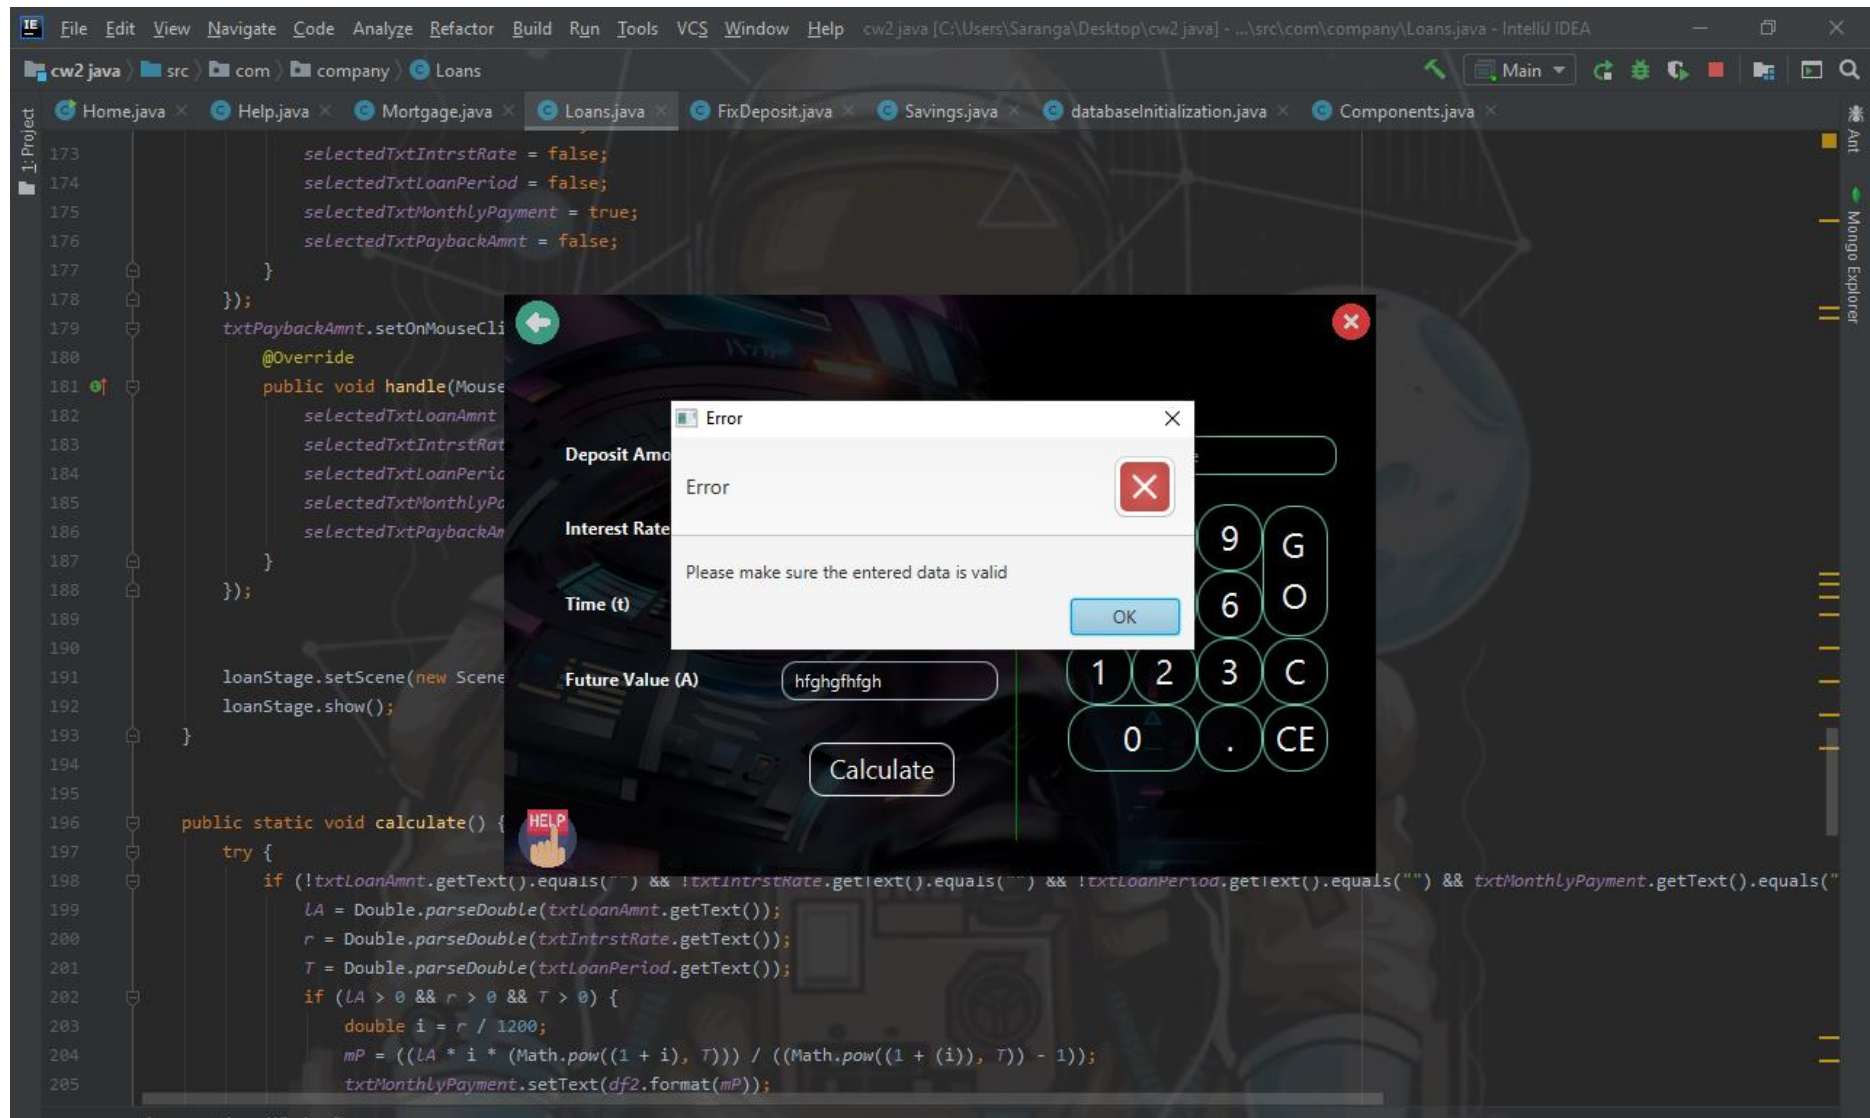 File Edit View Navigate Code Analyze Refactor Build Run Tools VCS Window Help cw2 java [C:\Users\Saranga\Desktop\cw2 java] - ...\src\com\company\Loans.java - IntelliJ IDEA
cw2 java src com company Loans Main
Home.java Help.java Mortgage.java Loans.java FixDeposit.java Savings.java databaseInitialization.java Components.java
1: Project
Ant
Mongo Explorer
173 selectedTxtIntrstRate = false;
174 selectedTxtLoanPeriod = false;
175 selectedTxtMonthlyPayment = true;
176 selectedTxtPaybackAmnt = false;
177 }
178 });
179 txtPaybackAmnt.setOnMouseCli
180 @Override
181 public void handle(Mouse
182 selectedTxtLoanAmnt
183 selectedTxtIntrstRat
184 selectedTxtLoanPerio
185 selectedTxtMonthlyPa
186 selectedTxtPaybackAm
187 }
188 });
189
190
191 loanStage.setScene(new Scene
192 loanStage.show();
193 }
194
195
196 public static void calculate() {
197 try {
198 if (!txtLoanAmnt.getText().equals("") && !txtIntrstRate.getText().equals("") && !txtLoanPeriod.getText().equals("") && txtMonthlyPayment.getText().equals("
199 lA = Double.parseDouble(txtLoanAmnt.getText());
200 r = Double.parseDouble(txtIntrstRate.getText());
201 T = Double.parseDouble(txtLoanPeriod.getText());
202 if (lA > 0 && r > 0 && T > 0) {
203 double i = r / 1200;
204 mP = ((lA * i * (Math.pow((1 + i), T))) / ((Math.pow((1 + (i)), T)) - 1));
205 txtMonthlyPayment.setText(df2.format(mP));
Deposit Amo
Interest Rate
Time (t)
Future Value (A) hfghgfhfgh
Calculate
HELP
Error
Error
Please make sure the entered data is valid
OK
9 G
6 O
1 2 3 C
0 . CE